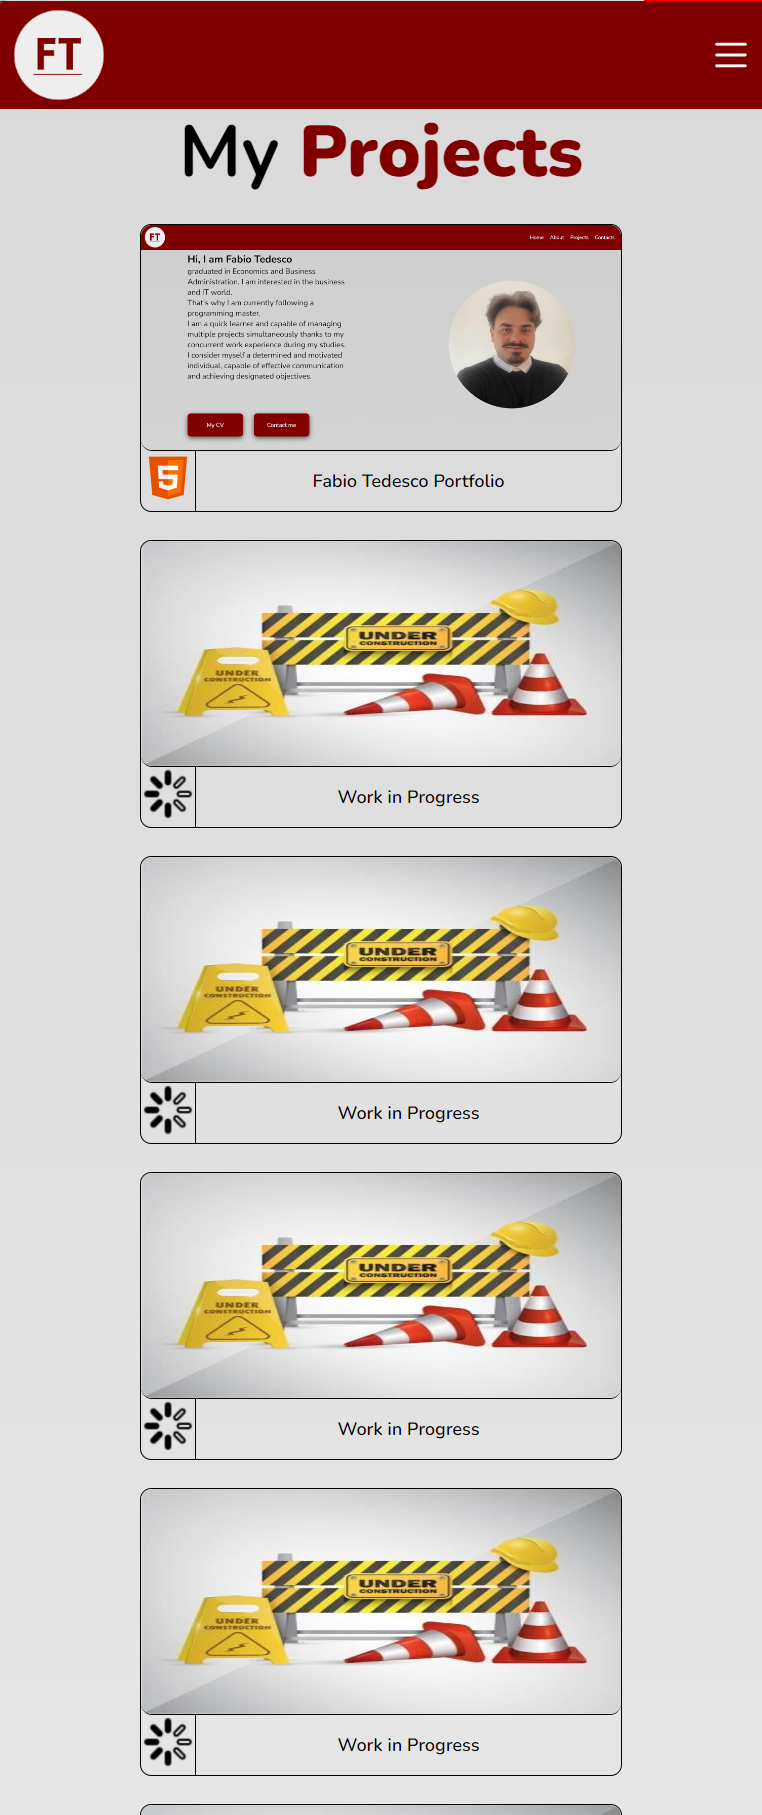 FT
My Projects
FT
Home About Projects Contacts
Hi, I am Fabio Tedesco
graduated in Economics and Business
Administration. I am interested in the business
and IT world.
That's why I am currently following a
programming master.
I am a quick learner and capable of managing
multiple projects simultaneously thanks to my
concurrent work experience during my studies.
I consider myself a determined and motivated
individual, capable of effective communication
and achieving designated objectives.
My CV Contact me
5
Fabio Tedesco Portfolio
UNDER
CONSTRUCTION
UNDER
CONSTRUCTION
Work in Progress
UNDER
CONSTRUCTION
UNDER
CONSTRUCTION
Work in Progress
UNDER
CONSTRUCTION
UNDER
CONSTRUCTION
Work in Progress
UNDER
CONSTRUCTION
UNDER
CONSTRUCTION
Work in Progress